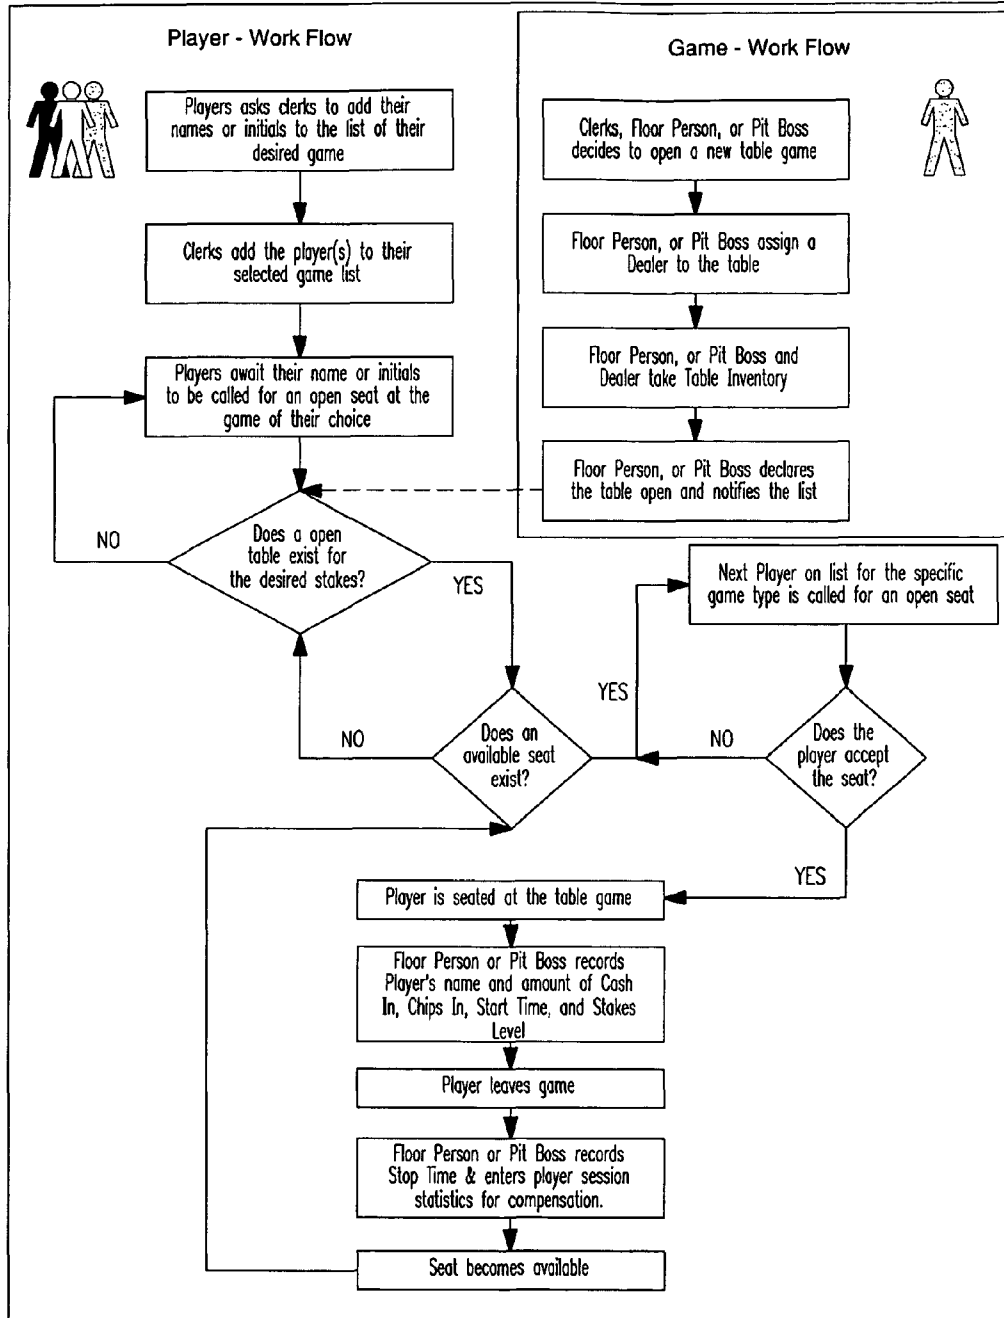 Player - Work Flow
Players asks clerks to add their
names or initials to the list of their
desired game
Clerks add the player(s) to their
selected game list
Players await their name or initials
to be called for an open seat at the
game of their choice
Game - Work Flow
Clerks, Floor Person, or Pit Boss
decides to open a new table game
Floor Person, or Pit Boss assign a
Dealer to the table
Floor Person, or Pit Boss and
Dealer take Table Inventory
Floor Person, or Pit Boss declares
the table open and notifies the list
Does a open
table exist for
the desired stakes?
NO
YES
Next Player on list for the specific
game type is called for an open seat
Does an
available seat
exist?
NO
YES
Does the
player accept
the seat?
NO
YES
Player is seated at the table game
Floor Person or Pit Boss records
Player's name and amount of Cash
In, Chips In, Start Time, and Stakes
Level
Player leaves game
Floor Person or Pit Boss records
Stop Time & enters player session
statistics for compensation.
Seat becomes available